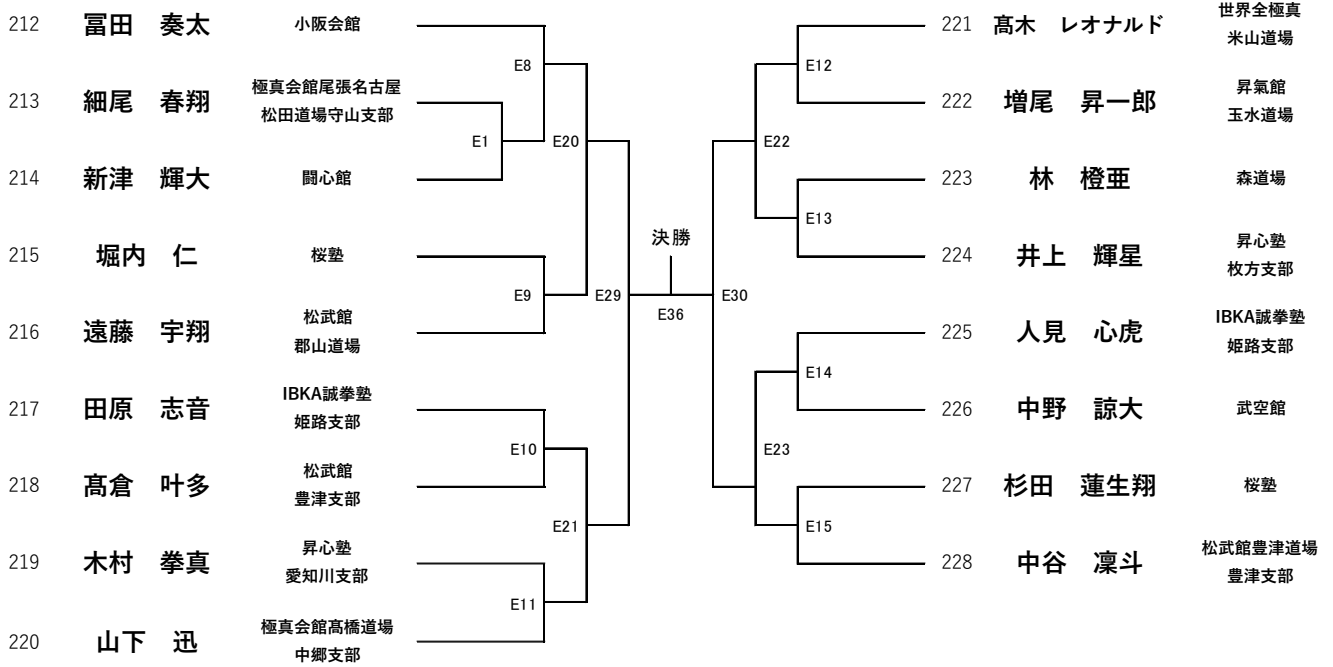 212 冨田 奏太 小阪会館
213 細尾 春翔 極真会館尾張名古屋
松田道場守山支部
214 新津 輝大 闘心館
215 堀内 仁 桜塾
216 遠藤 宇翔 松武館
郡山道場
217 田原 志音 IBKA誠拳塾
姫路支部
218 髙倉 叶多 松武館
豊津支部
219 木村 拳真 昇心塾
愛知川支部
220 山下 迅 極真会館髙橋道場
中郷支部
E8
E1
E20
E9
E29
E10
E21
E11
決勝
E36
E30
E12
E22
E13
E14
E23
E15
221 髙木 レオナルド 世界全極真
米山道場
222 増尾 昇一郎 昇氣館
玉水道場
223 林 橙亜 森道場
224 井上 輝星 昇心塾
枚方支部
225 人見 心虎 IBKA誠拳塾
姫路支部
226 中野 諒大 武空館
227 杉田 蓮生翔 桜塾
228 中谷 凜斗 松武館豊津道場
豊津支部